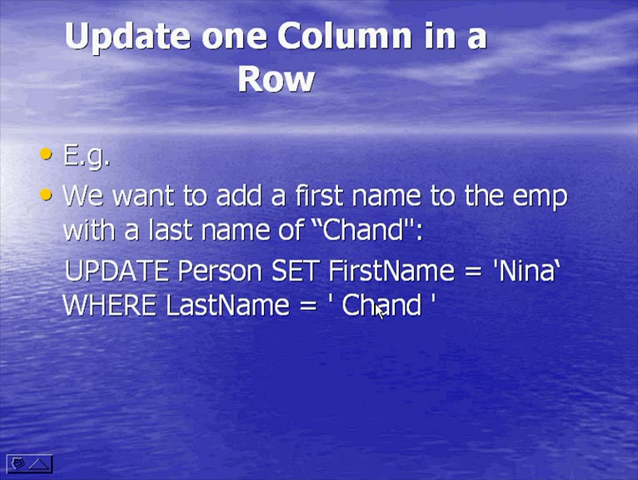 Update one Column in a
Row
• E.g.
• We want to add a first name to the emp
with a last name of “Chand":
UPDATE Person SET FirstName = 'Nina‘
WHERE LastName = ' Chand '